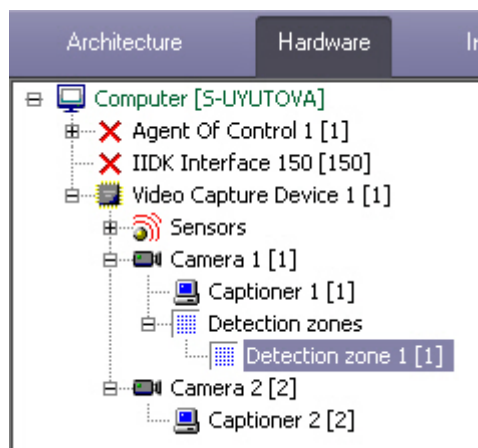 Architecture Hardware
Computer [S-UYUTOVA]
Agent Of Control 1 [1]
IIDK Interface 150 [150]
Video Capture Device 1 [1]
Sensors
Camera 1 [1]
Captioner 1 [1]
Detection zones
Detection zone 1 [1]
Camera 2 [2]
Captioner 2 [2]